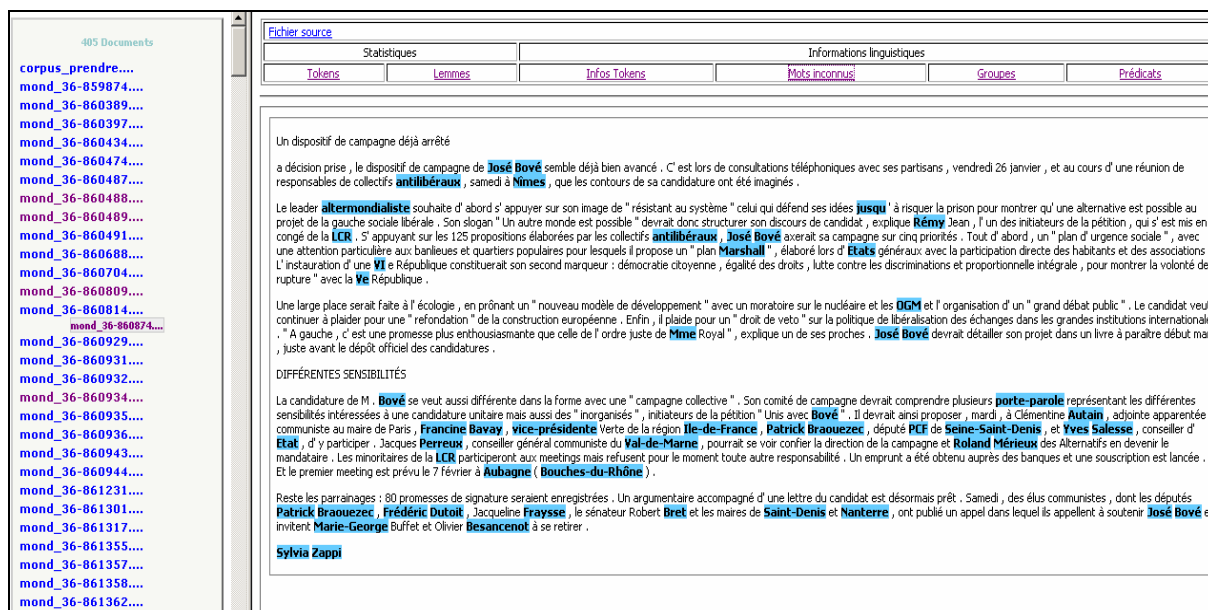 405 Documents
corpus_prendre....
mond_36-859874....
mond_36-860389....
mond_36-860397....
mond_36-860434....
mond_36-860474....
mond_36-860487....
mond_36-860488....
mond_36-860489....
mond_36-860491....
mond_36-860688....
mond_36-860704....
mond_36-860809....
mond_36-860814....
mond_36-860874....
mond_36-860929....
mond_36-860931....
mond_36-860932....
mond_36-860934....
mond_36-860935....
mond_36-860936....
mond_36-860943....
mond_36-860944....
mond_36-861231....
mond_36-861301....
mond_36-861317....
mond_36-861355....
mond_36-861357....
mond_36-861358....
mond_36-861362....
Fichier source
Statistiques Informations linguistiques
Tokens Lemmes Infos Tokens Mots inconnus Groupes Prédicats
Un dispositif de campagne déjà arrêté
a décision prise , le dispositif de campagne de José Bové semble déjà bien avancé . C' est lors de consultations téléphoniques avec ses partisans , vendredi 26 janvier , et au cours d' une réunion de
responsables de collectifs antilibéraux , samedi à Nîmes , que les contours de sa candidature ont été imaginés .
Le leader altermondialiste souhaite d' abord s' appuyer sur son image de " résistant au système " celui qui défend ses idées jusqu ' à risquer la prison pour montrer qu' une alternative est possible au
projet de la gauche sociale libérale . Son slogan " Un autre monde est possible " devrait donc structurer son discours de candidat , explique Rémy Jean , l' un des initiateurs de la pétition , qui s' est mis en
congé de la LCR . S' appuyant sur les 125 propositions élaborées par les collectifs antilibéraux , José Bové axerait sa campagne sur cinq priorités . Tout d' abord , un " plan d' urgence sociale " , avec
une attention particulière aux banlieues et quartiers populaires pour lesquels il propose un " plan Marshall " , élaboré lors d' Etats généraux avec la participation directe des habitants et des associations
L' instauration d' une VI e République constituerait son second marqueur : démocratie citoyenne , égalité des droits , lutte contre les discriminations et proportionnelle intégrale , pour montrer la volonté de
rupture " avec la Ve République .
Une large place serait faite à l' écologie , en prônant un " nouveau modèle de développement " avec un moratoire sur le nucléaire et les OGM et l' organisation d' un " grand débat public " . Le candidat veut
continuer à plaider pour une " refondation " de la construction européenne . Enfin , il plaide pour un " droit de veto " sur la politique de libéralisation des échanges dans les grandes institutions internationale
. " A gauche , c' est une promesse plus enthousiasmante que celle de l' ordre juste de Mme Royal " , explique un de ses proches . José Bové devrait détailler son projet dans un livre à paraître début mar
, juste avant le dépôt officiel des candidatures .
DIFFÉRENTES SENSIBILITÉS
La candidature de M . Bové se veut aussi différente dans la forme avec une " campagne collective " . Son comité de campagne devrait comprendre plusieurs porte-parole représentant les différentes
sensibilités intéressées à une candidature unitaire mais aussi des " inorganisés " , initiateurs de la pétition " Unis avec Bové " . Il devrait ainsi proposer , mardi , à Clémentine Autain , adjointe apparentée
communiste au maire de Paris , Francine Bavay , vice-présidente Verte de la région Ile-de-France , Patrick Braouezec , député PCF de Seine-Saint-Denis , et Yves Salesse , conseiller d'
Etat , d' y participer . Jacques Perreux , conseiller général communiste du Val-de-Marne , pourrait se voir confier la direction de la campagne et Roland Mérieux des Alternatifs en devenir le
mandataire . Les minoritaires de la LCR participeront aux meetings mais refusent pour le moment toute autre responsabilité . Un emprunt a été obtenu auprès des banques et une souscription est lancée .
Et le premier meeting est prévu le 7 février à Aubagne ( Bouches-du-Rhône ) .
Reste les parrainages : 80 promesses de signature seraient enregistrées . Un argumentaire accompagné d' une lettre du candidat est désormais prêt . Samedi , des élus communistes , dont les députés
Patrick Braouezec , Frédéric Dutoit , Jacqueline Fraysse , le sénateur Robert Bret et les maires de Saint-Denis et Nanterre , ont publié un appel dans lequel ils appellent à soutenir José Bové e
invitent Marie-George Buffet et Olivier Besancenot à se retirer .
Sylvia Zappi